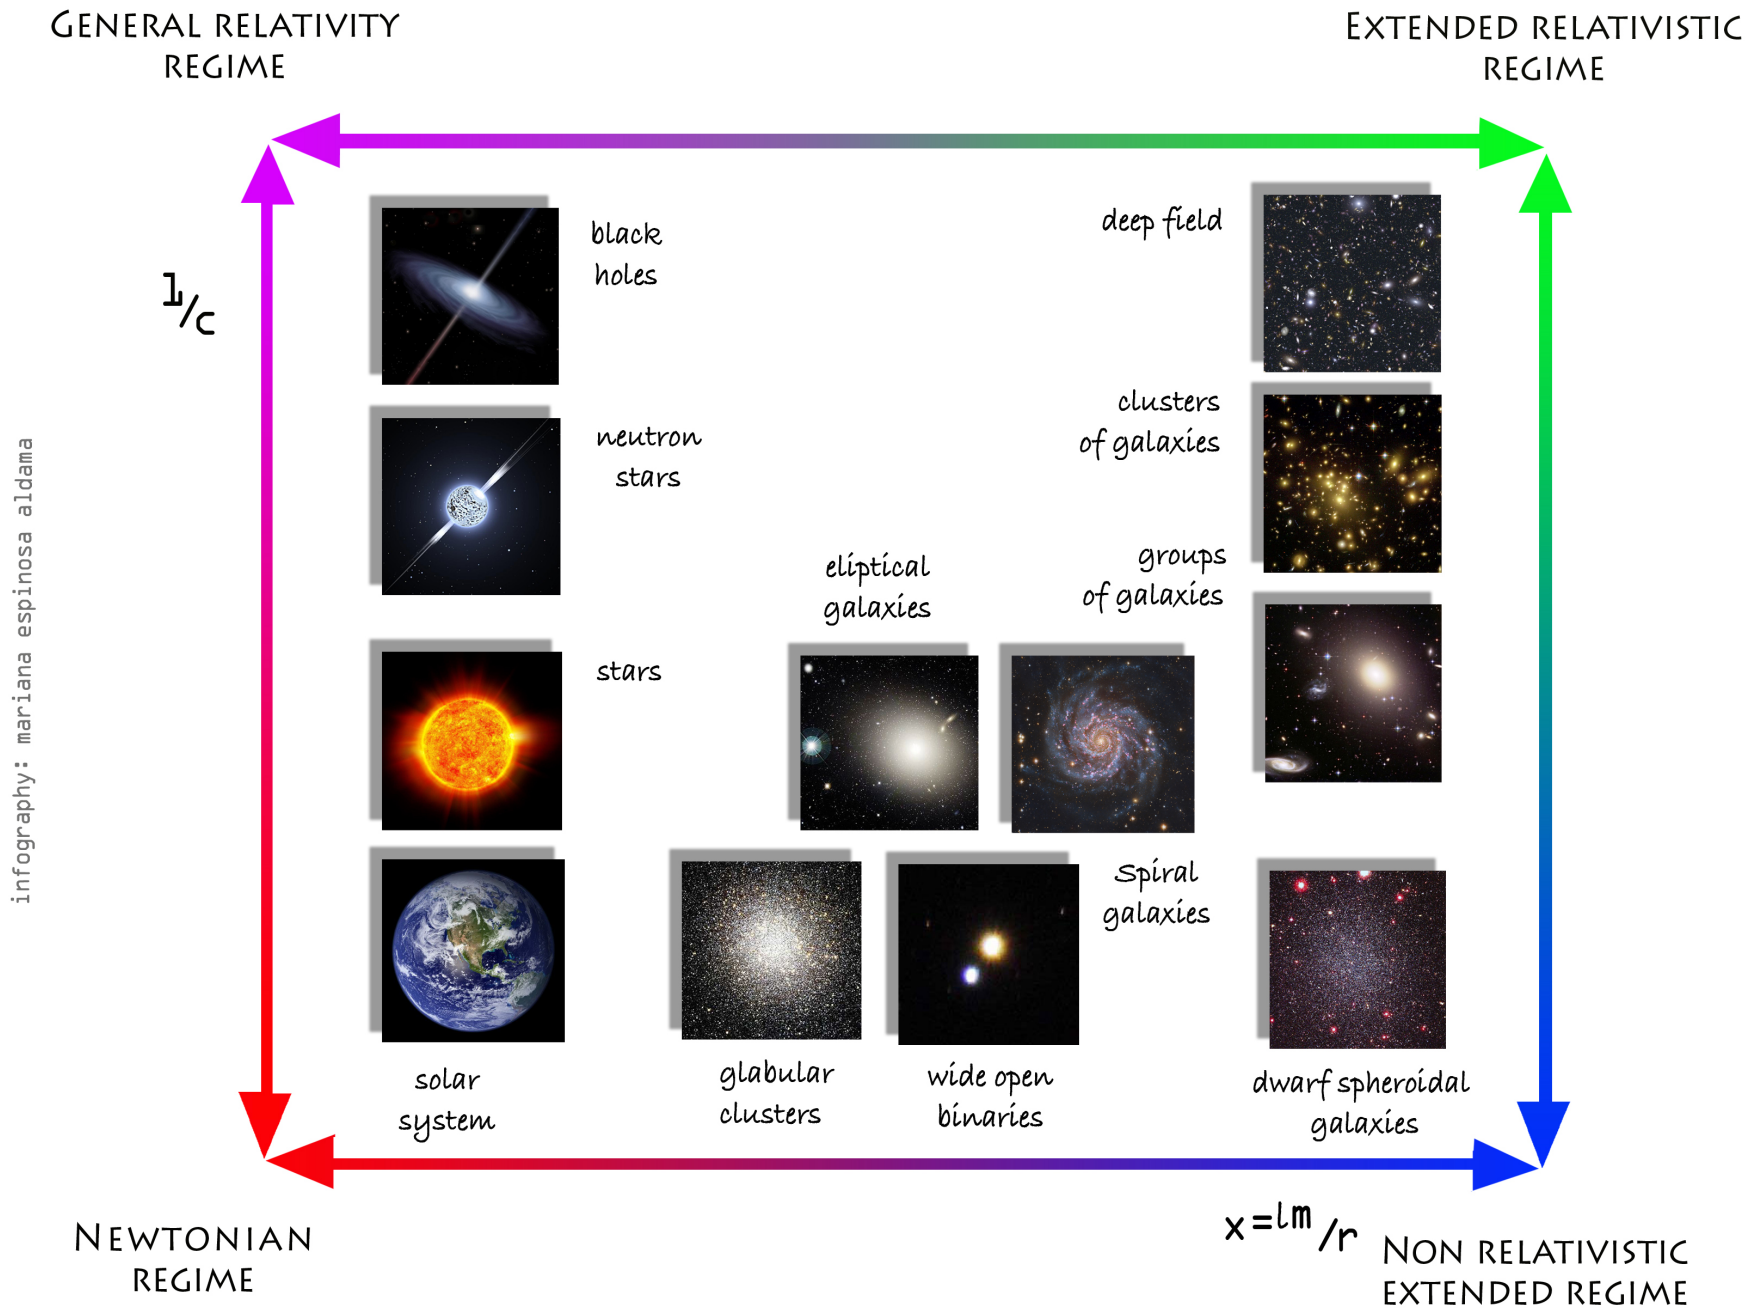 GENERAL RELATIVITY
REGIME
EXTENDED RELATIVISTIC
REGIME
1/c
black
holes
deep field
neutron
stars
clusters
of galaxies
eliptical
galaxies
groups
of galaxies
stars
Spiral
galaxies
solar
system
glabular
clusters
wide open
binaries
dwarf spheroidal
galaxies
x=lm/r
NEWTONIAN
REGIME
NON RELATIVISTIC
EXTENDED REGIME
infography: mariana espinosa aldama